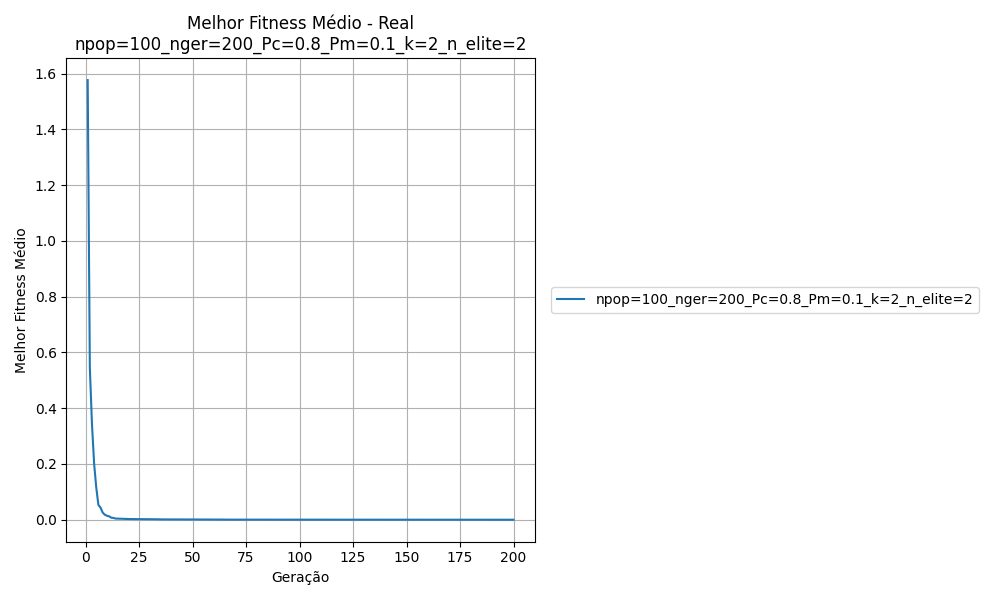 Melhor Fitness Médio - Real
npop=100_nger=200_Pc=0.8_Pm=0.1_k=2_n_elite=2
1.6
1.4
1.2
1.0
0.8
0.6
0.4
0.2
0.0
Melhor Fitness Médio
0 25 50 75 100 125 150 175 200
Geração
npop=100_nger=200_Pc=0.8_Pm=0.1_k=2_n_elite=2